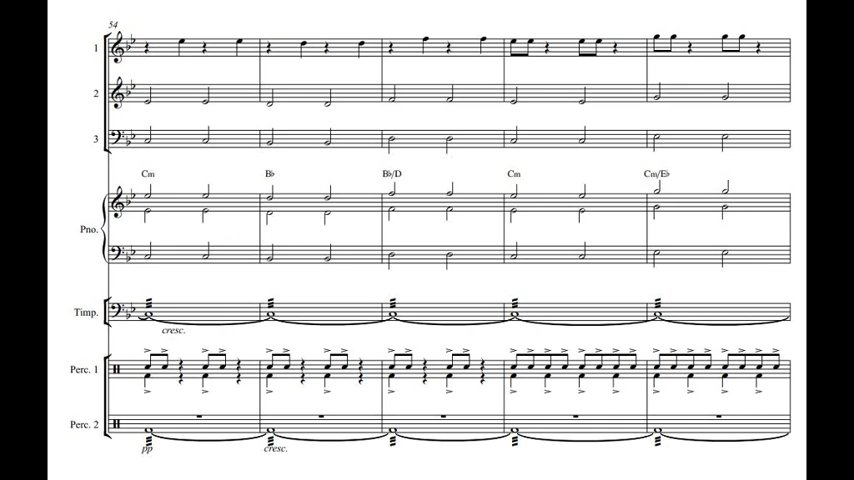 54
1
2
3
Cm B♭ B♭/D Cm Cm/E♭
Pno.
Timp.
cresc.
Perc. 1
Perc. 2
pp cresc.